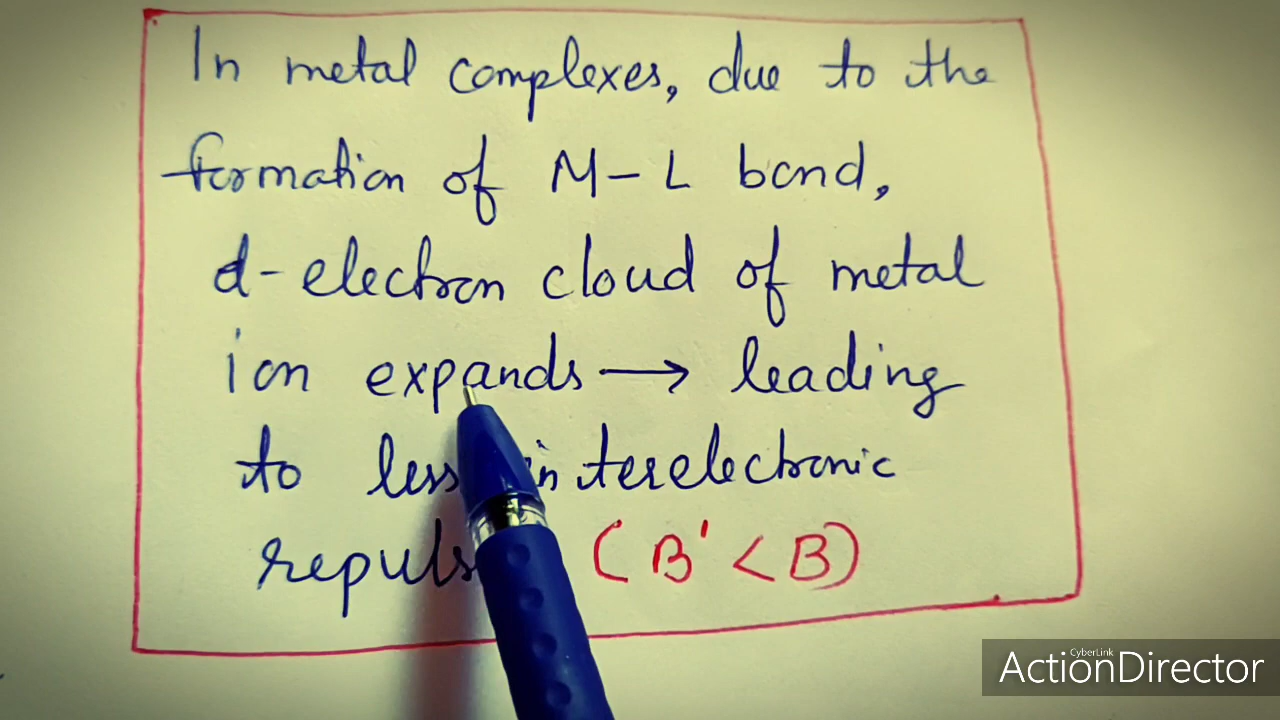 In metal complexes, due to the
formation of M-L bond,
d-electron cloud of metal
ion expands → leading
to less interelectronic
repuls (B' < B)
CyberLink
ActionDirector